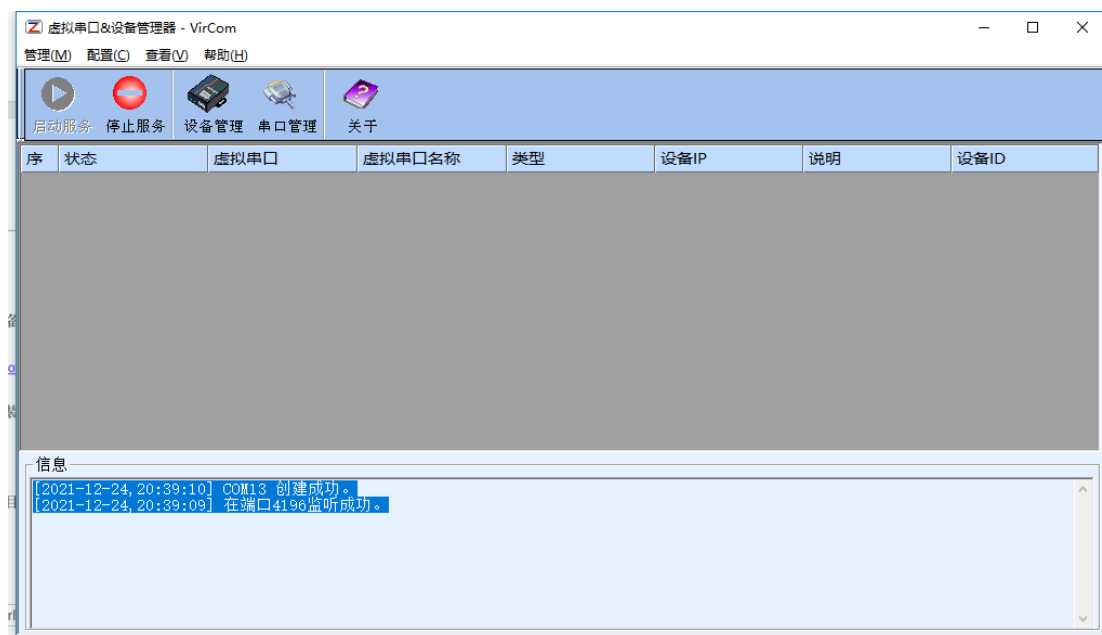 虚拟串口&设备管理器 - VirCom
管理(M) 配置(C) 查看(V) 帮助(H)
启动服务 停止服务 设备管理 串口管理 关于
序 状态 虚拟串口 虚拟串口名称 类型 设备IP 说明 设备ID
信息
[2021-12-24,20:39:10] COM13 创建成功。
[2021-12-24,20:39:09] 在端口4196监听成功。